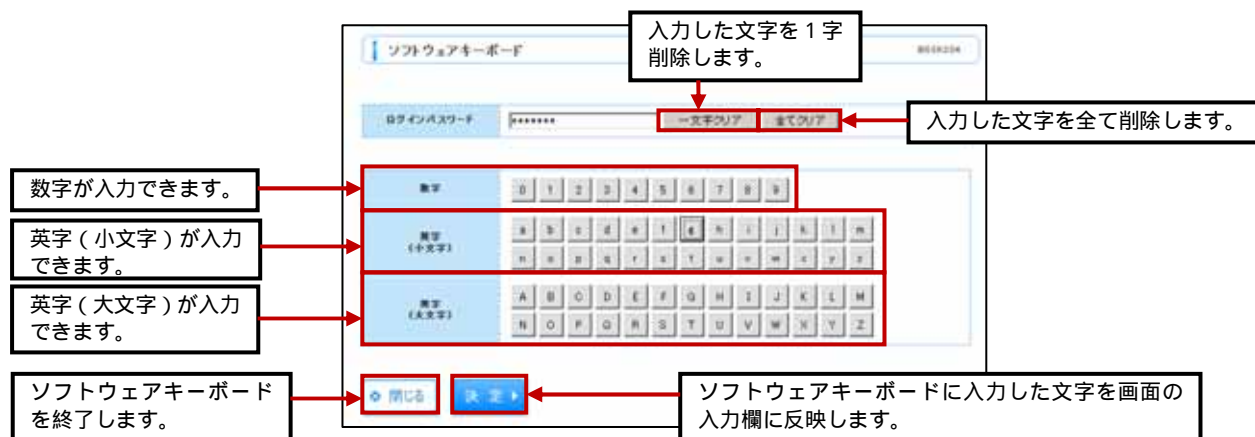 入力した文字を1字
削除します。
ソフトウェアキーボード
BSSK204
ログインパスワード
*******
一文字クリア
全てクリア
入力した文字を全て削除します。
数字が入力できます。
数字
0 1 2 3 4 5 6 7 8 9
英字(小文字)が入力
できます。
英字
(小文字)
a b c d e f g h i j k l m
n o p q r s t u v w x y z
英字(大文字)が入力
できます。
英字
(大文字)
A B C D E F G H I J K L M
N O P Q R S T U V W X Y Z
ソフトウェアキーボード
を終了します。
閉じる
決 定
ソフトウェアキーボードに入力した文字を画面の
入力欄に反映します。